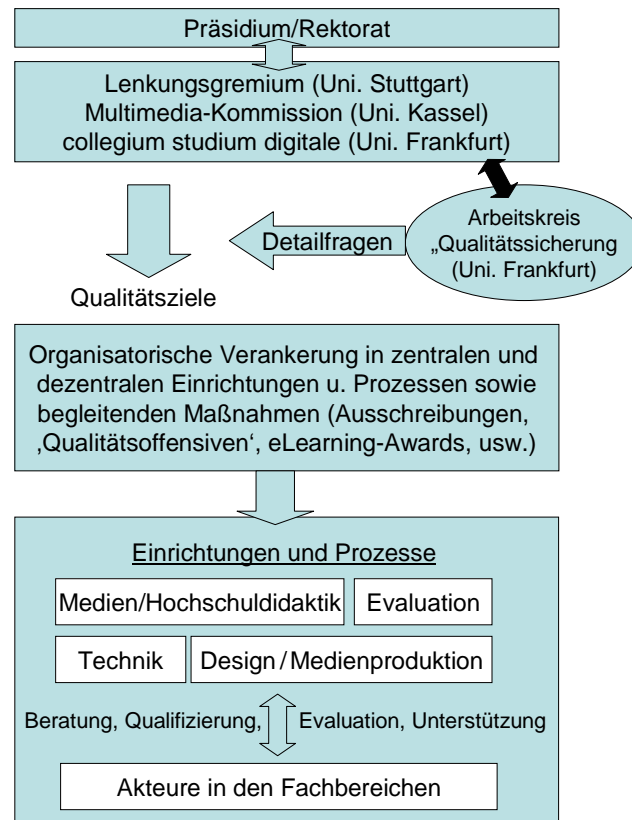 Präsidium/Rektorat
Lenkungsgremium (Uni. Stuttgart)
Multimedia-Kommission (Uni. Kassel)
collegium studium digitale (Uni. Frankfurt)
Detailfragen
Arbeitskreis
„Qualitätssicherung
(Uni. Frankfurt)
Qualitätsziele
Organisatorische Verankerung in zentralen und
dezentralen Einrichtungen u. Prozessen sowie
begleitenden Maßnahmen (Ausschreibungen,
‚Qualitätsoffensiven‘, eLearning-Awards, usw.)
Einrichtungen und Prozesse
Medien/Hochschuldidaktik
Evaluation
Technik
Design/Medienproduktion
Beratung, Qualifizierung,
Evaluation, Unterstützung
Akteure in den Fachbereichen